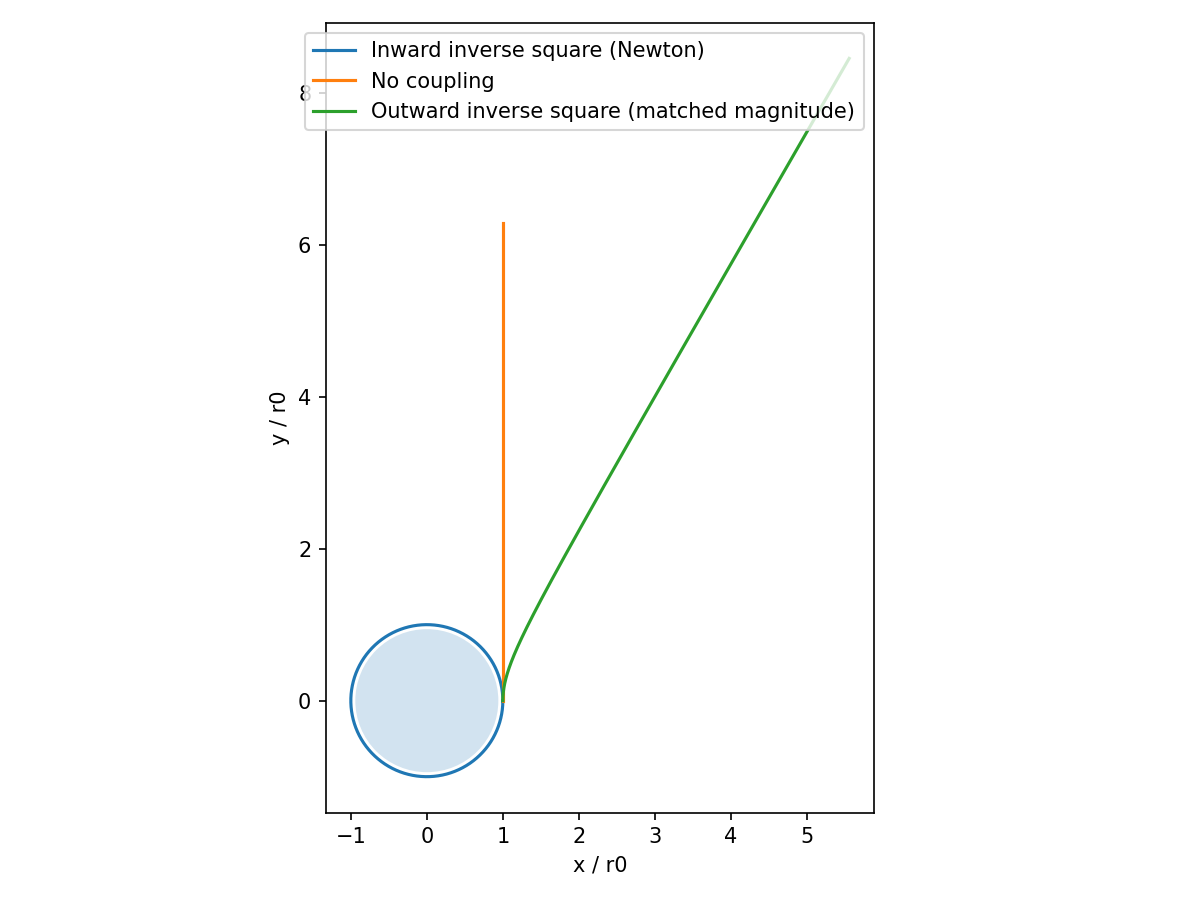 Inward inverse square (Newton)
No coupling
Outward inverse square (matched magnitude)
8
6
4
2
0
y / r0
−1 0 1 2 3 4 5
x / r0